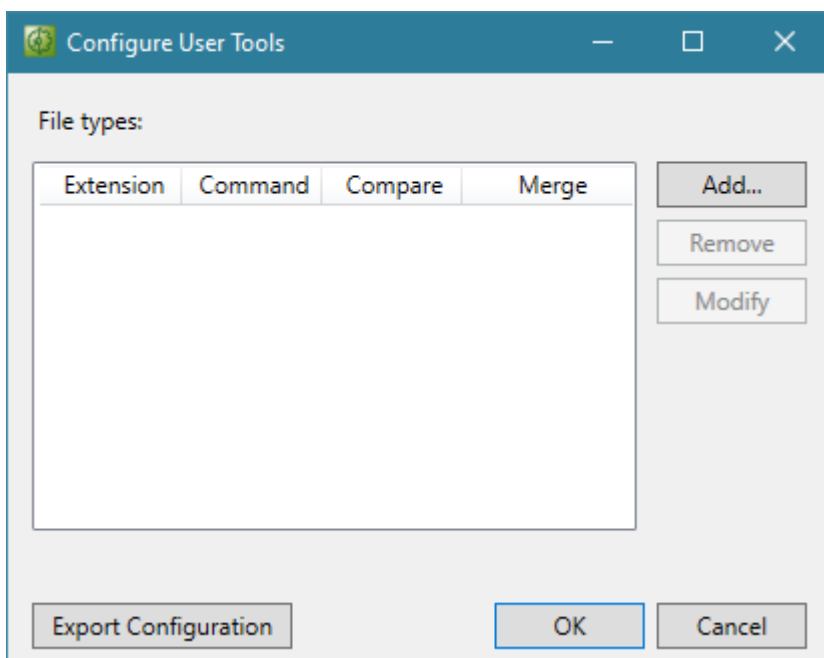 Configure User Tools
File types:
Extension Command Compare Merge
Add...
Remove
Modify
Export Configuration OK Cancel